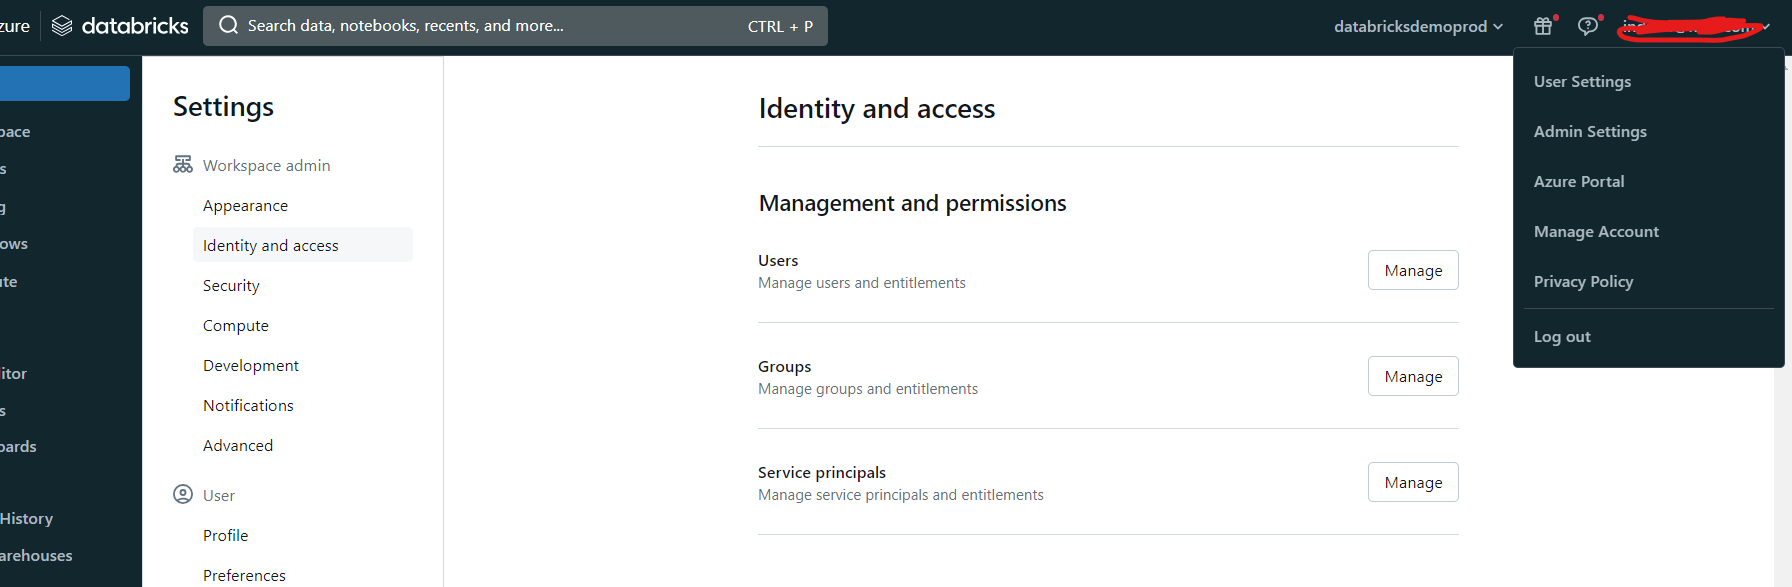 zure databricks Search data, notebooks, recents, and more... CTRL + P databricksdemoprod
pace
s
g
ows
te
itor
s
oards
History
arehouses
Settings
Workspace admin
Appearance
Identity and access
Security
Compute
Development
Notifications
Advanced
User
Profile
Preferences
Identity and access
Management and permissions
Users
Manage users and entitlements
Manage
Groups
Manage groups and entitlements
Manage
Service principals
Manage service principals and entitlements
Manage
User Settings
Admin Settings
Azure Portal
Manage Account
Privacy Policy
Log out